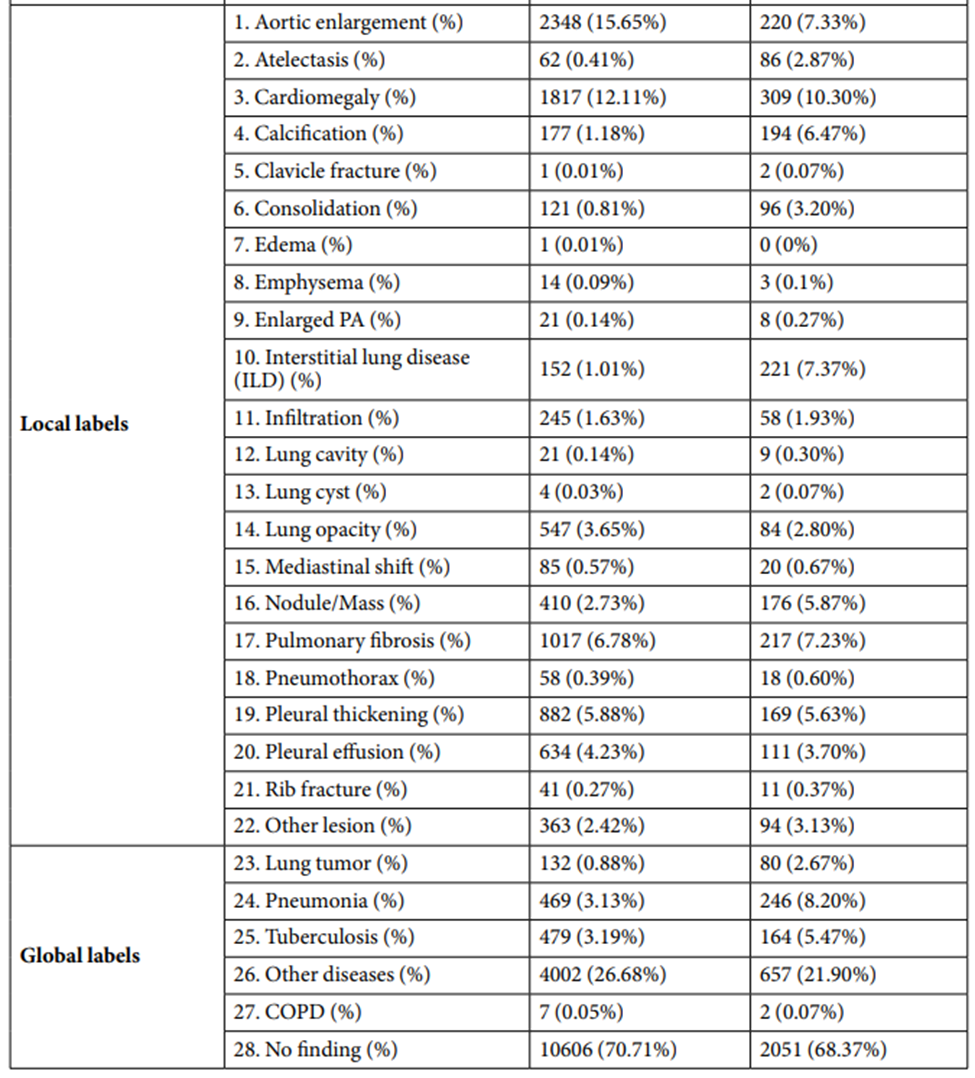 Local labels
1. Aortic enlargement (%) 2348 (15.65%) 220 (7.33%)
2. Atelectasis (%) 62 (0.41%) 86 (2.87%)
3. Cardiomegaly (%) 1817 (12.11%) 309 (10.30%)
4. Calcification (%) 177 (1.18%) 194 (6.47%)
5. Clavicle fracture (%) 1 (0.01%) 2 (0.07%)
6. Consolidation (%) 121 (0.81%) 96 (3.20%)
7. Edema (%) 1 (0.01%) 0 (0%)
8. Emphysema (%) 14 (0.09%) 3 (0.1%)
9. Enlarged PA (%) 21 (0.14%) 8 (0.27%)
10. Interstitial lung disease
(ILD) (%) 152 (1.01%) 221 (7.37%)
11. Infiltration (%) 245 (1.63%) 58 (1.93%)
12. Lung cavity (%) 21 (0.14%) 9 (0.30%)
13. Lung cyst (%) 4 (0.03%) 2 (0.07%)
14. Lung opacity (%) 547 (3.65%) 84 (2.80%)
15. Mediastinal shift (%) 85 (0.57%) 20 (0.67%)
16. Nodule/Mass (%) 410 (2.73%) 176 (5.87%)
17. Pulmonary fibrosis (%) 1017 (6.78%) 217 (7.23%)
18. Pneumothorax (%) 58 (0.39%) 18 (0.60%)
19. Pleural thickening (%) 882 (5.88%) 169 (5.63%)
20. Pleural effusion (%) 634 (4.23%) 111 (3.70%)
21. Rib fracture (%) 41 (0.27%) 11 (0.37%)
22. Other lesion (%) 363 (2.42%) 94 (3.13%)
Global labels
23. Lung tumor (%) 132 (0.88%) 80 (2.67%)
24. Pneumonia (%) 469 (3.13%) 246 (8.20%)
25. Tuberculosis (%) 479 (3.19%) 164 (5.47%)
26. Other diseases (%) 4002 (26.68%) 657 (21.90%)
27. COPD (%) 7 (0.05%) 2 (0.07%)
28. No finding (%) 10606 (70.71%) 2051 (68.37%)